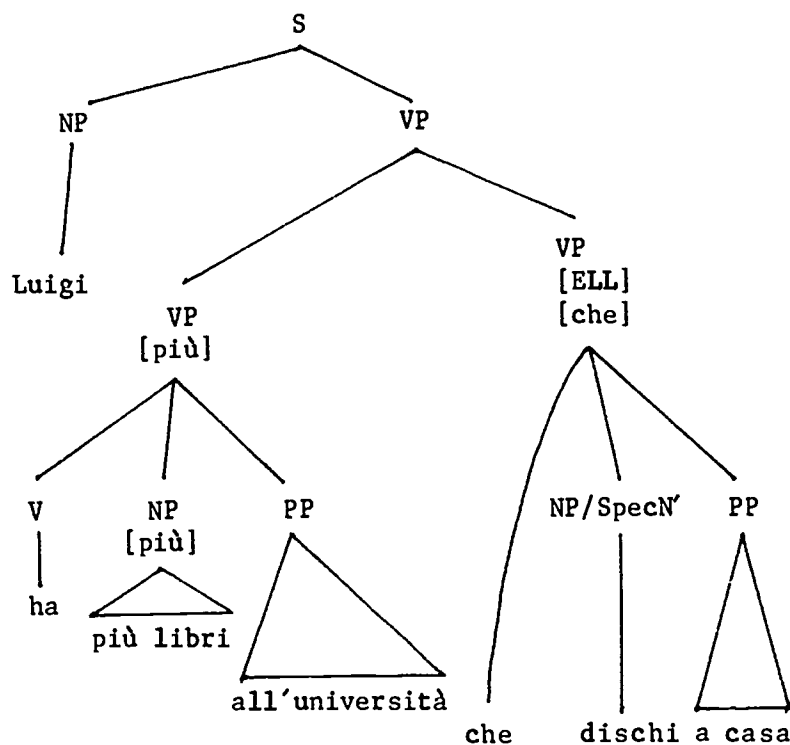 S
NP VP
Luigi
VP
[ELL]
[che]
VP
[più]
V NP PP
[più]
NP/SpecN′ PP
ha
più libri
all′università
che dischi a casa